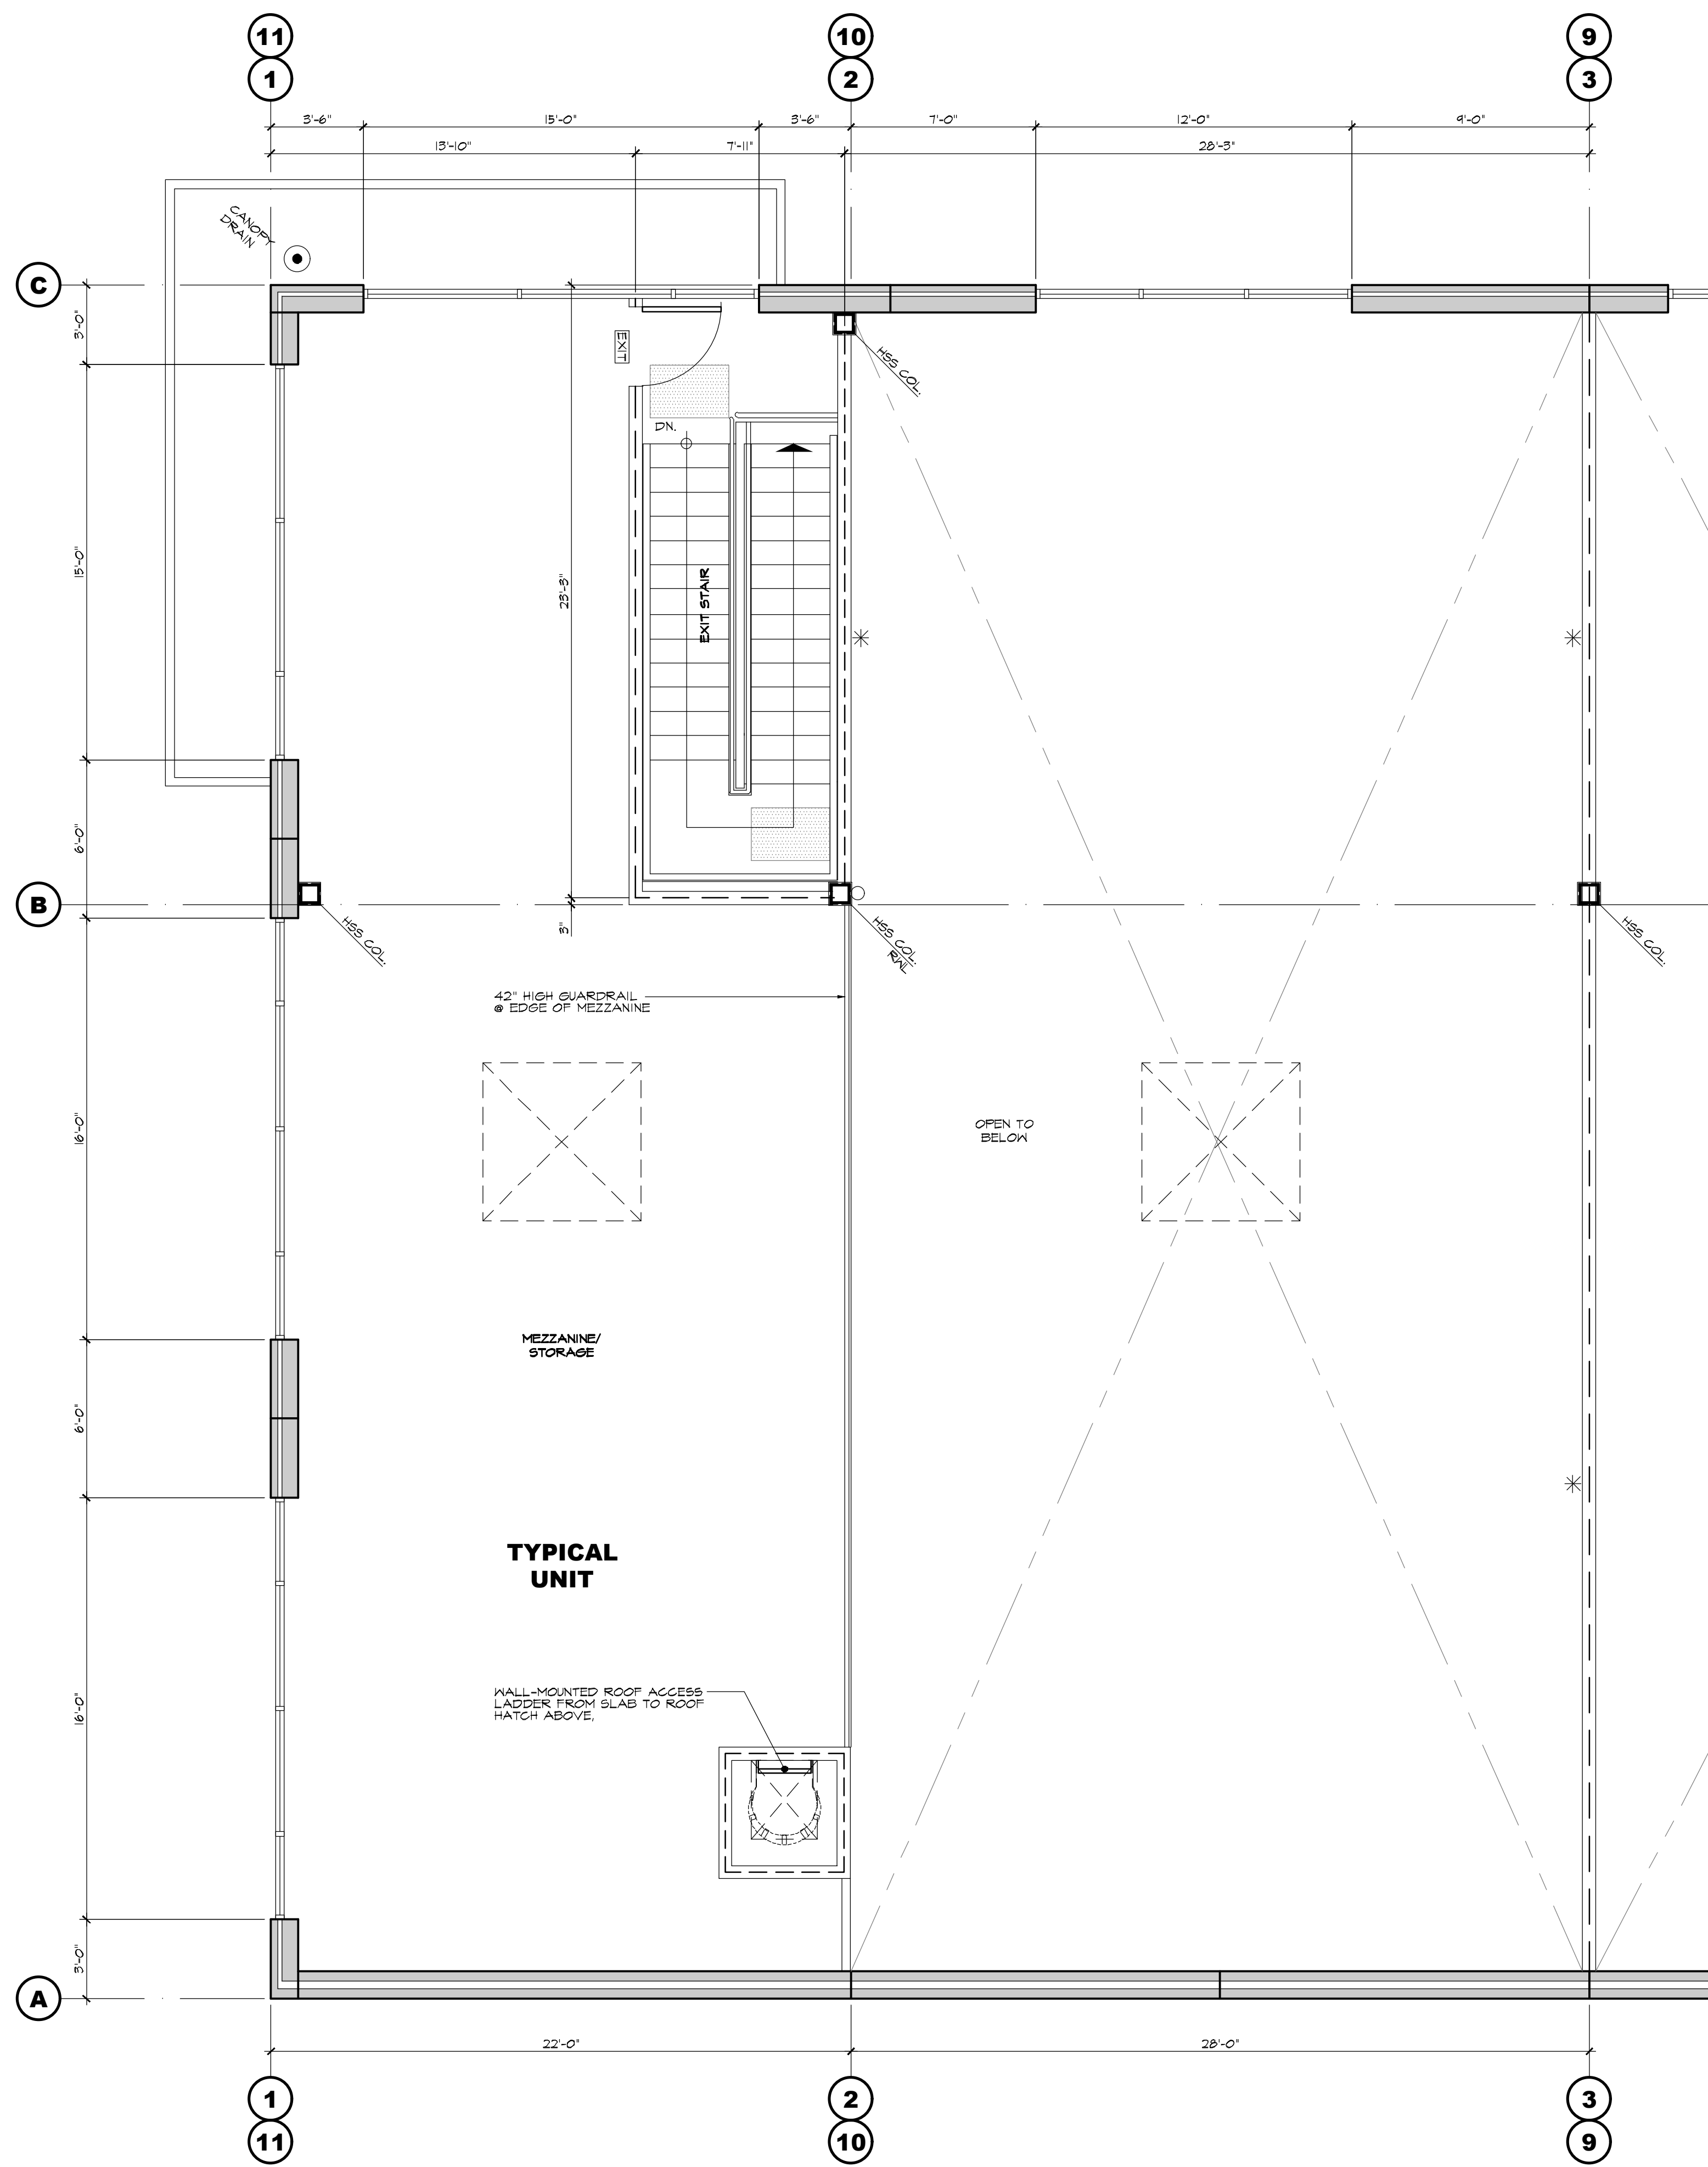 11 10 9
1 2 3
3'-6" 15'-0" 3'-6" 7'-0" 12'-0" 9'-0"
13'-10" 7'-11" 28'-3"
CANOPY
DRAIN
C
3'-0"
EXIT
HSS COL.
DN.
15'-0"
23'-3"
EXIT STAIR
6'-0"
B
3"
HSS COL.
HSS COL.
RWL
HSS COL.
42" HIGH GUARDRAIL
@ EDGE OF MEZZANINE
16'-0"
OPEN TO
BELOW
MEZZANINE/
STORAGE
6'-0"
TYPICAL
UNIT
16'-0"
WALL-MOUNTED ROOF ACCESS
LADDER FROM SLAB TO ROOF
HATCH ABOVE,
3'-0"
A
22'-0" 28'-0"
1 2 3
11 10 9